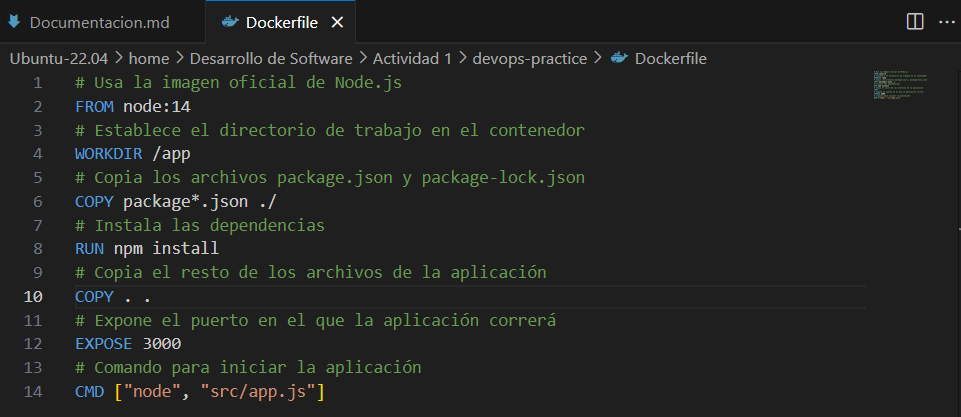 Documentacion.md Dockerfile
Ubuntu-22.04 > home > Desarrollo de Software > Actividad 1 > devops-practice > Dockerfile
1 # Usa la imagen oficial de Node.js
2 FROM node:14
3 # Establece el directorio de trabajo en el contenedor
4 WORKDIR /app
5 # Copia los archivos package.json y package-lock.json
6 COPY package*.json ./
7 # Instala las dependencias
8 RUN npm install
9 # Copia el resto de los archivos de la aplicación
10 COPY . .
11 # Expone el puerto en el que la aplicación correrá
12 EXPOSE 3000
13 # Comando para iniciar la aplicación
14 CMD ["node", "src/app.js"]